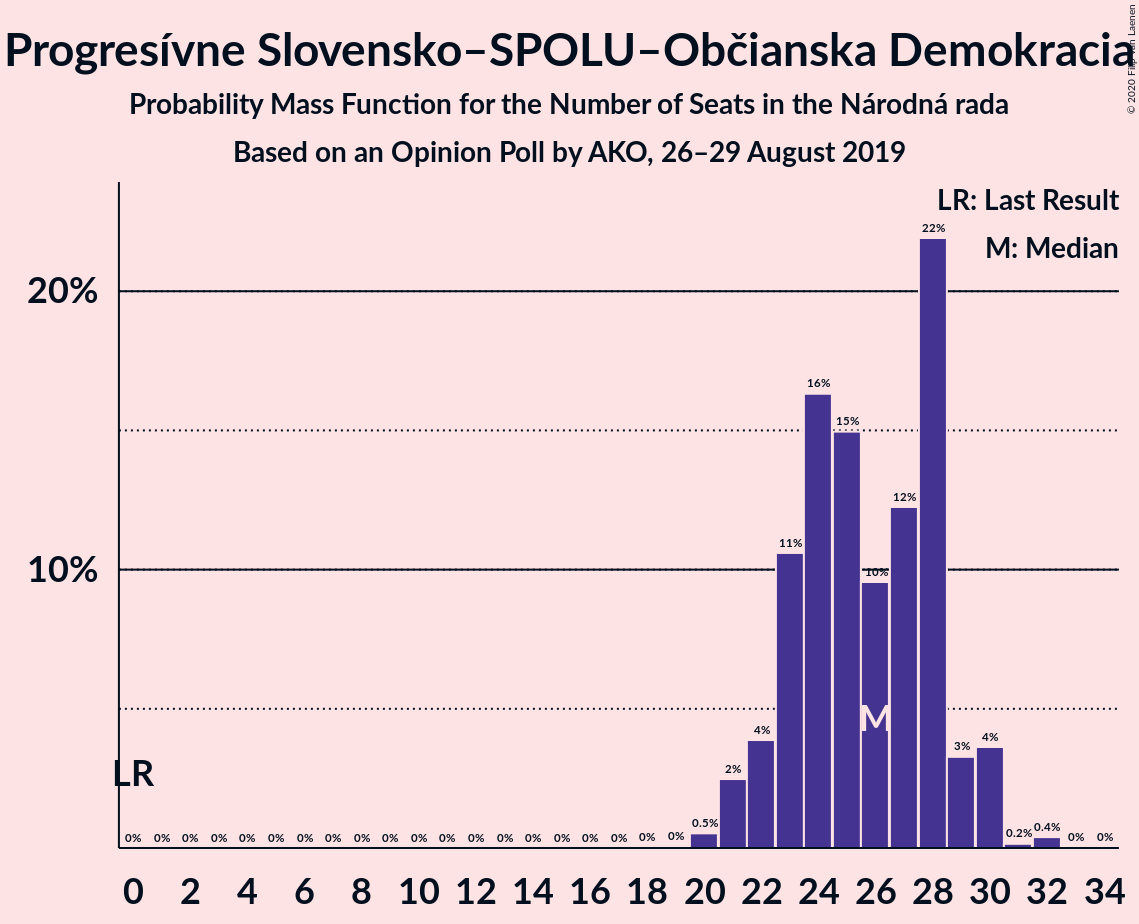 Progresívne Slovensko–SPOLU–Občianska Demokracia
Probability Mass Function for the Number of Seats in the Národná rada
Based on an Opinion Poll by AKO, 26–29 August 2019
© 2020 Filip van Laenen
LR: Last Result
M: Median
20%
10%
22%
16%
15%
12%
11%
10%
M
LR
0% 0% 0% 0% 0% 0% 0% 0% 0% 0% 0% 0% 0% 0% 0% 0% 0% 0% 0% 0% 0.5% 2% 4% 3% 4% 0.2% 0.4% 0% 0%
0 2 4 6 8 10 12 14 16 18 20 22 24 26 28 30 32 34